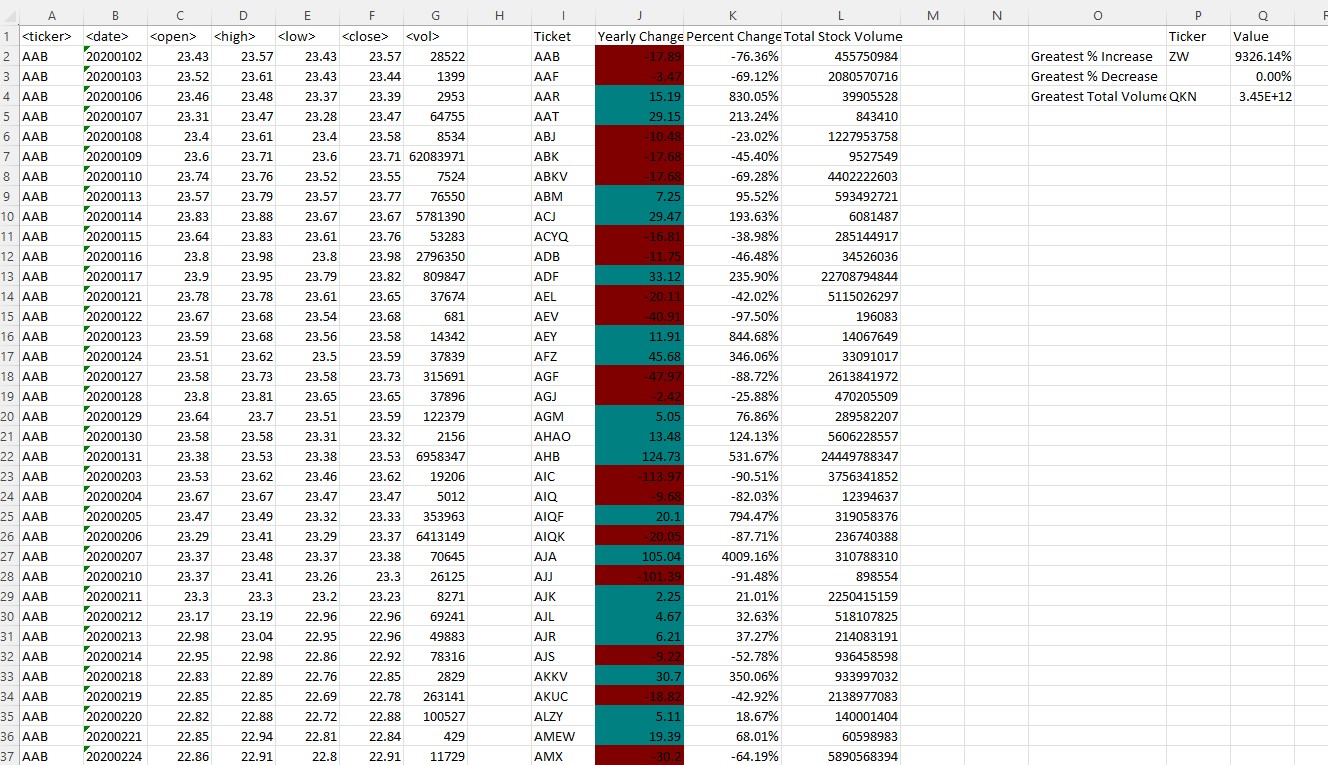 A B C D E F G H I J K L M N O P Q R
1 <ticker> <date> <open> <high> <low> <close> <vol> Ticket Yearly Change Percent Change Total Stock Volume Ticker Value
2 AAB 20200102 23.43 23.57 23.43 23.57 28522 AAB -17.89 -76.36% 455750984 Greatest % Increase ZW 9326.14%
3 AAB 20200103 23.52 23.61 23.43 23.44 1399 AAF -3.47 -69.12% 2080570716 Greatest % Decrease 0.00%
4 AAB 20200106 23.46 23.48 23.37 23.39 2953 AAR 15.19 830.05% 39905528 Greatest Total Volume QKN 3.45E+12
5 AAB 20200107 23.31 23.47 23.28 23.47 64755 AAT 29.15 213.24% 843410
6 AAB 20200108 23.4 23.61 23.4 23.58 8534 ABJ -10.48 -23.02% 1227953758
7 AAB 20200109 23.6 23.71 23.6 23.71 62083971 ABK -17.68 -45.40% 9527549
8 AAB 20200110 23.74 23.76 23.52 23.55 7524 ABKV -17.68 -69.28% 4402222603
9 AAB 20200113 23.57 23.79 23.57 23.77 76550 ABM 7.25 95.52% 593492721
10 AAB 20200114 23.83 23.88 23.67 23.67 5781390 ACJ 29.47 193.63% 6081487
11 AAB 20200115 23.64 23.83 23.61 23.76 53283 ACYQ -16.81 -38.98% 285144917
12 AAB 20200116 23.8 23.98 23.8 23.98 2796350 ADB -11.75 -46.48% 34526036
13 AAB 20200117 23.9 23.95 23.79 23.82 809847 ADF 33.12 235.90% 22708794844
14 AAB 20200121 23.78 23.78 23.61 23.65 37674 AEL -20.11 -42.02% 5115026297
15 AAB 20200122 23.67 23.68 23.54 23.68 681 AEV -40.91 -97.50% 196083
16 AAB 20200123 23.59 23.68 23.56 23.58 14342 AEY 11.91 844.68% 14067649
17 AAB 20200124 23.51 23.62 23.5 23.59 37839 AFZ 45.68 346.06% 33091017
18 AAB 20200127 23.58 23.73 23.58 23.73 315691 AGF -47.97 -88.72% 2613841972
19 AAB 20200128 23.8 23.81 23.65 23.65 37896 AGJ -2.42 -25.88% 470205509
20 AAB 20200129 23.64 23.7 23.51 23.59 122379 AGM 5.05 76.86% 289582207
21 AAB 20200130 23.58 23.58 23.31 23.32 2156 AHAO 13.48 124.13% 5606228557
22 AAB 20200131 23.38 23.53 23.38 23.53 6958347 AHB 124.73 531.67% 24449788347
23 AAB 20200203 23.53 23.62 23.46 23.62 19206 AIC -113.97 -90.51% 3756341852
24 AAB 20200204 23.67 23.67 23.47 23.47 5012 AIQ -9.68 -82.03% 12394637
25 AAB 20200205 23.47 23.49 23.32 23.33 353963 AIQF 20.1 794.47% 319058376
26 AAB 20200206 23.29 23.41 23.29 23.37 6413149 AIQK -20.05 -87.71% 236740388
27 AAB 20200207 23.37 23.48 23.37 23.38 70645 AJA 105.04 4009.16% 310788310
28 AAB 20200210 23.37 23.41 23.26 23.3 26125 AJJ -101.39 -91.48% 898554
29 AAB 20200211 23.3 23.3 23.2 23.23 8271 AJK 2.25 21.01% 2250415159
30 AAB 20200212 23.17 23.19 22.96 22.96 69241 AJL 4.67 32.63% 518107825
31 AAB 20200213 22.98 23.04 22.95 22.96 49883 AJR 6.21 37.27% 214083191
32 AAB 20200214 22.95 22.98 22.86 22.92 78316 AJS -9.22 -52.78% 936458598
33 AAB 20200218 22.83 22.89 22.76 22.85 2829 AKKV 30.7 350.06% 933997032
34 AAB 20200219 22.85 22.85 22.69 22.78 263141 AKUC -18.82 -42.92% 2138977083
35 AAB 20200220 22.82 22.88 22.72 22.88 100527 ALZY 5.11 18.67% 140001404
36 AAB 20200221 22.85 22.94 22.81 22.84 429 AMEW 19.39 68.01% 60598983
37 AAB 20200224 22.86 22.91 22.8 22.91 11729 AMX -30.2 -64.19% 5890568394